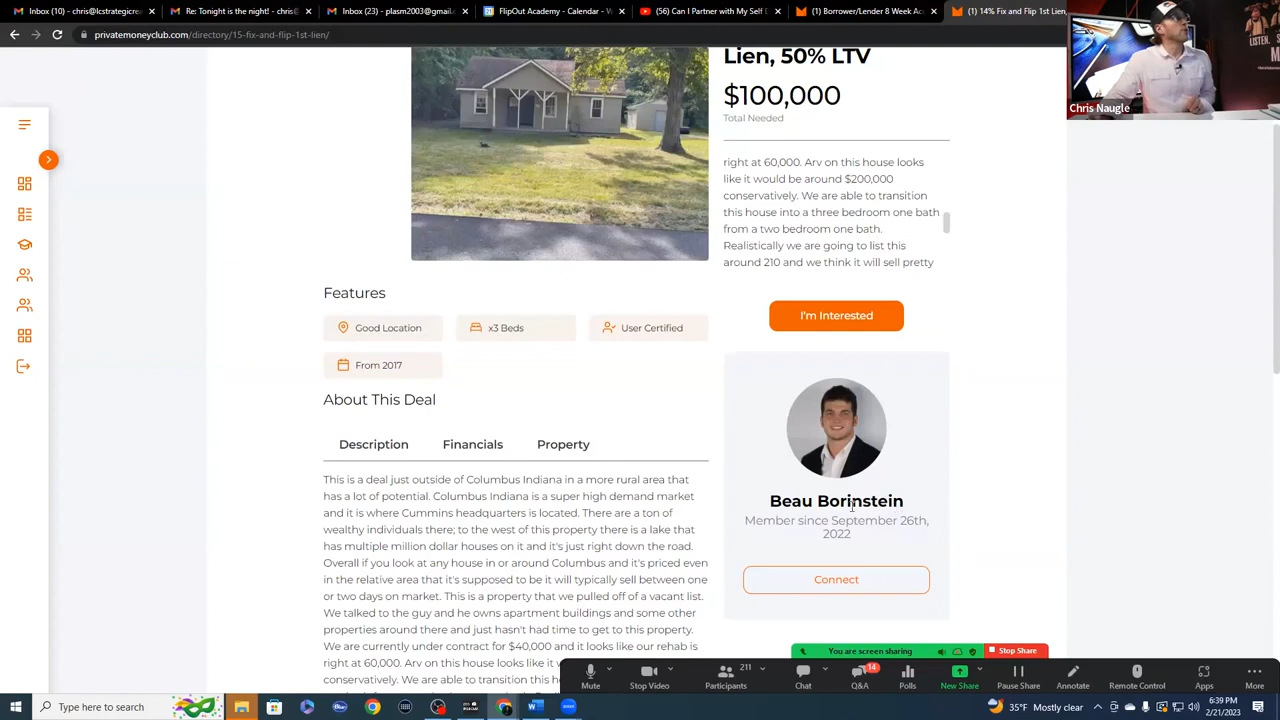 Inbox (10) - chris@lcstrategies
Re: Tonight is the night! - chris@
Inbox (23) - plasm2003@gmail.c
FlipOut Academy - Calendar - V
(56) Can I Partner with My Self D
(1) Borrower/Lender 8 Week Ac
(1) 14% Fix and Flip 1st Lien,
privatemoneyclub.com/directory/15-fix-and-flip-1st-lien/
Chris Naugle
Lien, 50% LTV
$100,000
Total Needed
right at 60,000. Arv on this house looks
like it would be around $200,000
conservatively. We are able to transition
this house into a three bedroom one bath
from a two bedroom one bath.
Realistically we are going to list this
around 210 and we think it will sell pretty
I'm Interested
Features
Good Location
x3 Beds
User Certified
From 2017
About This Deal
Description
Financials
Property
This is a deal just outside of Columbus Indiana in a more rural area that
has a lot of potential. Columbus Indiana is a super high demand market
and it is where Cummins headquarters is located. There are a ton of
wealthy individuals there; to the west of this property there is a lake that
has multiple million dollar houses on it and it's just right down the road.
Overall if you look at any house in or around Columbus and it's priced even
in the relative area that it's supposed to be it will typically sell between one
or two days on market. This is a property that we pulled off of a vacant list.
We talked to the guy and he owns apartment buildings and some other
properties around there and just hasn't had time to get to this property.
We are currently under contract for $40,000 and it looks like our rehab is
right at 60,000. Arv on this house looks like it w
conservatively. We are able to transition this ho
Beau Borinstein
Member since September 26th,
2022
Connect
You are screen sharing
Stop Share
Mute
Stop Video
211
Participants
Chat
14
Q&A
Polls
New Share
Pause Share
Annotate
Remote Control
Apps
More
Type here to search
35°F Mostly clear
6:39 PM
2/21/2023